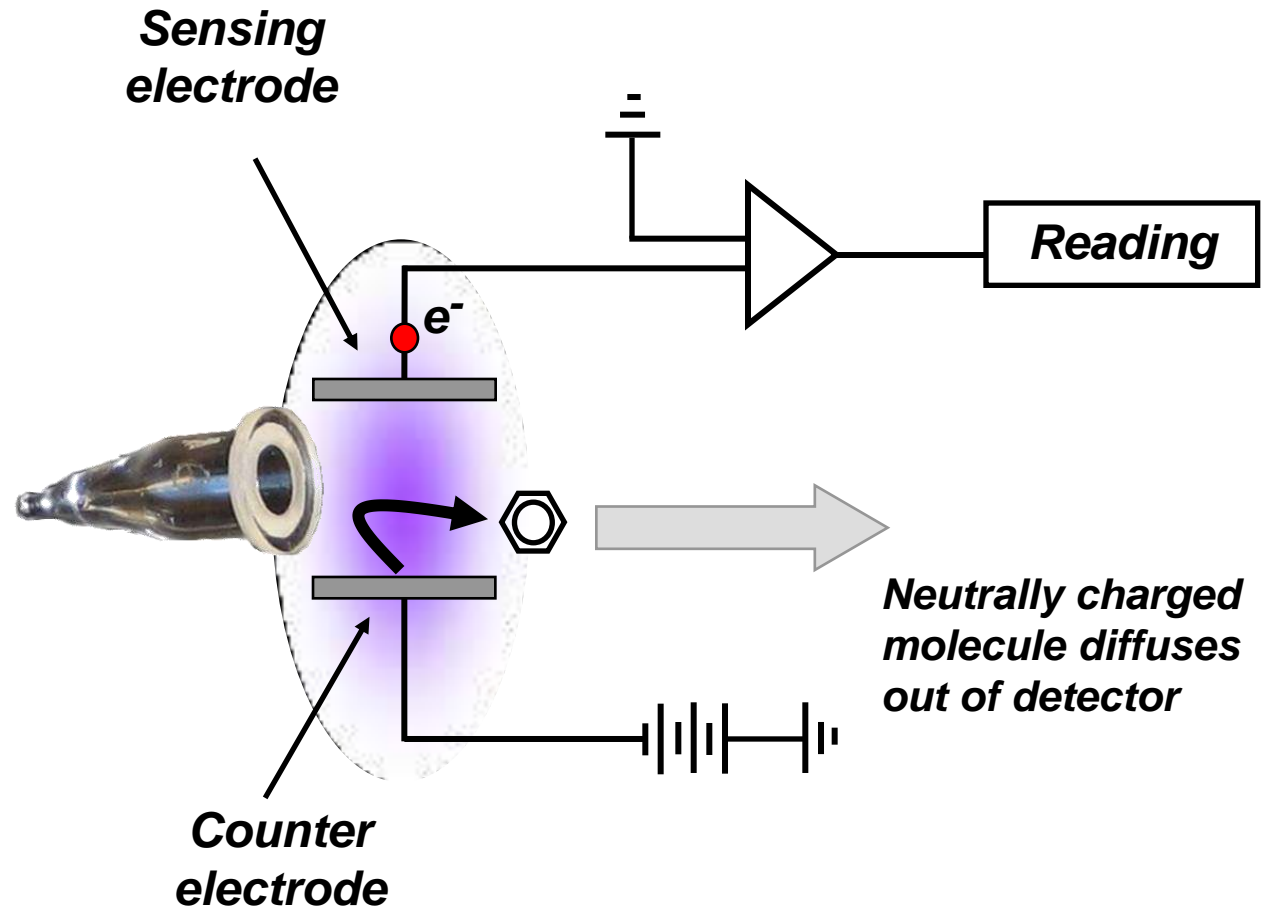 Sensing
electrode
e-
Reading
Neutrally charged
molecule diffuses
out of detector
Counter
electrode